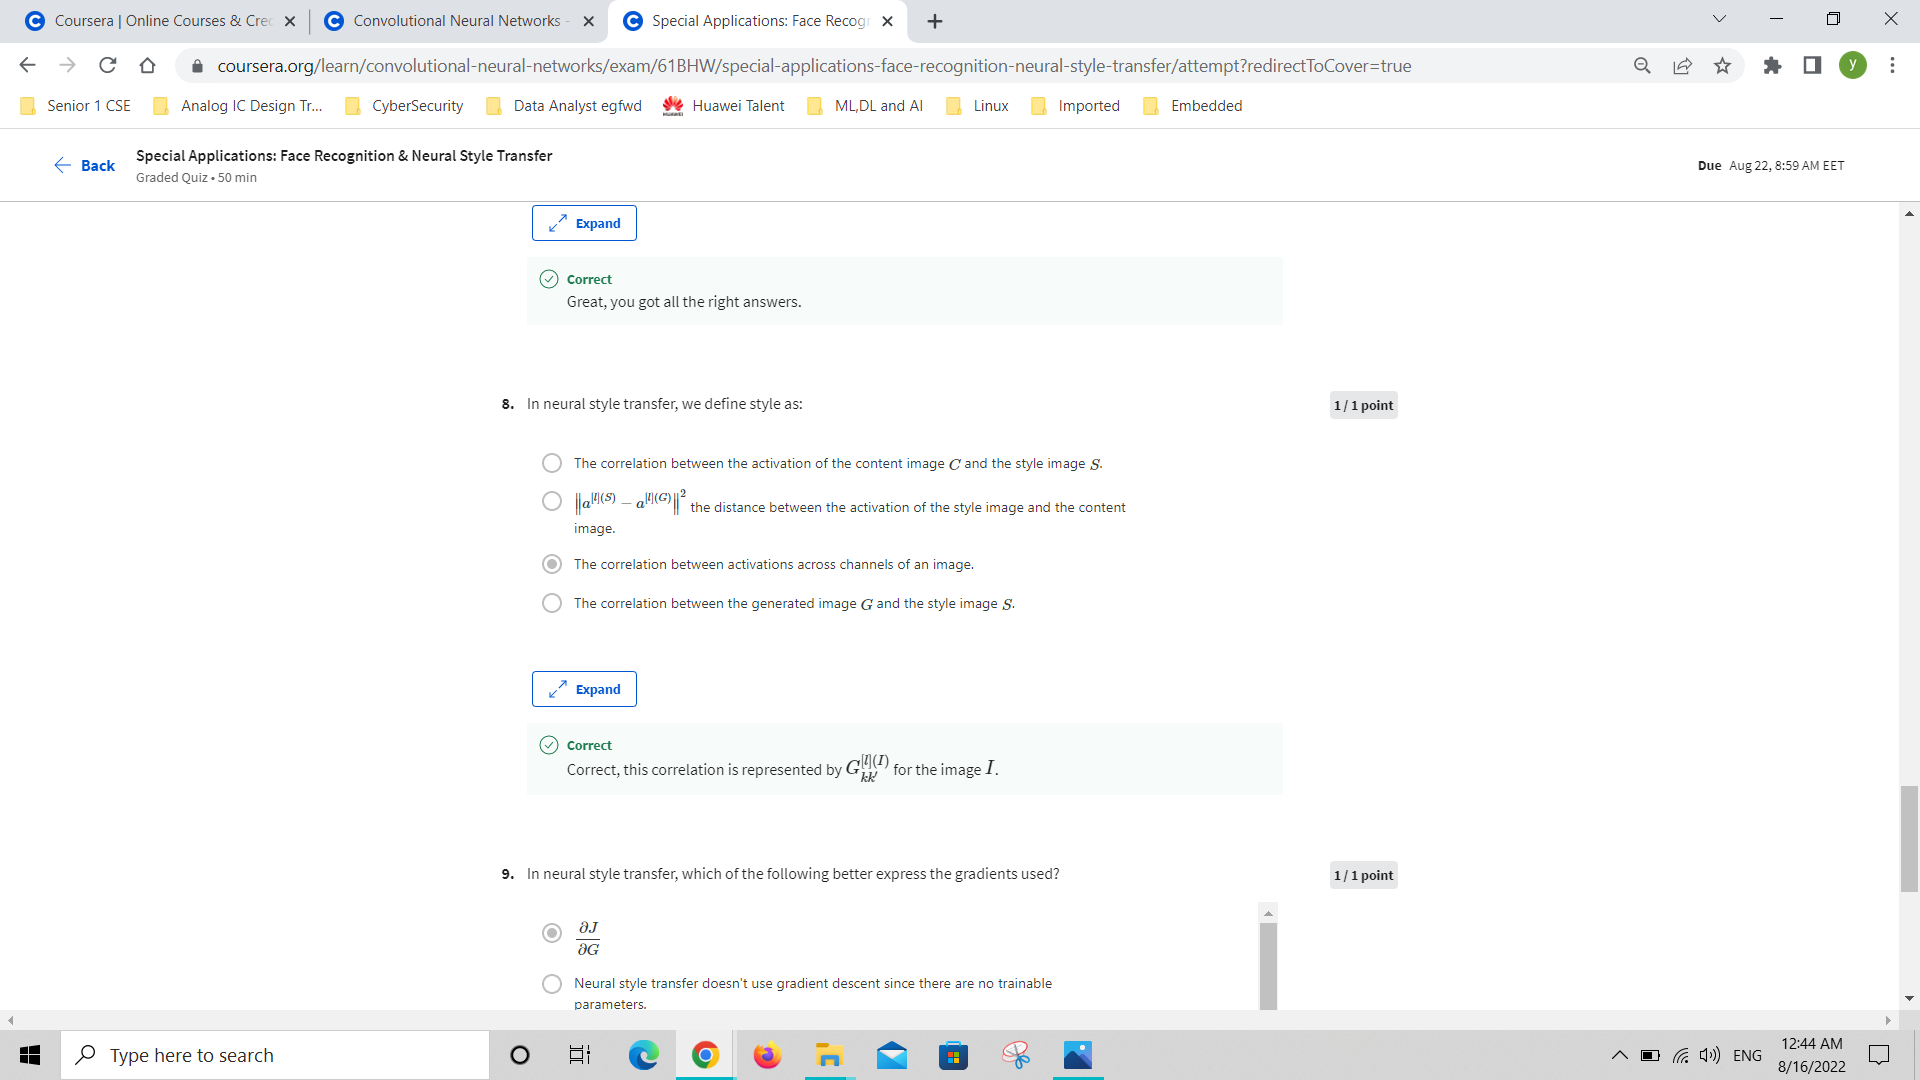 Coursera | Online Courses & Cred
Convolutional Neural Networks -
Special Applications: Face Recogn
coursera.org/learn/convolutional-neural-networks/exam/61BHW/special-applications-face-recognition-neural-style-transfer/attempt?redirectToCover=true
y
Senior 1 CSE
Analog IC Design Tr...
CyberSecurity
Data Analyst egfwd
Huawei Talent
ML,DL and AI
Linux
Imported
Embedded
Back
Special Applications: Face Recognition & Neural Style Transfer
Graded Quiz • 50 min
Due Aug 22, 8:59 AM EET
Expand
Correct
Great, you got all the right answers.
8. In neural style transfer, we define style as:
1 / 1 point
The correlation between the activation of the content image C and the style image S.
‖a^{[l](S)} − a^{[l](G)}‖² the distance between the activation of the style image and the content
image.
The correlation between activations across channels of an image.
The correlation between the generated image G and the style image S.
Expand
Correct
Correct, this correlation is represented by G_{kk′}^{[l](I)} for the image I.
9. In neural style transfer, which of the following better express the gradients used?
1 / 1 point
∂J
∂G
Neural style transfer doesn't use gradient descent since there are no trainable
parameters.
Type here to search
ENG
12:44 AM
8/16/2022